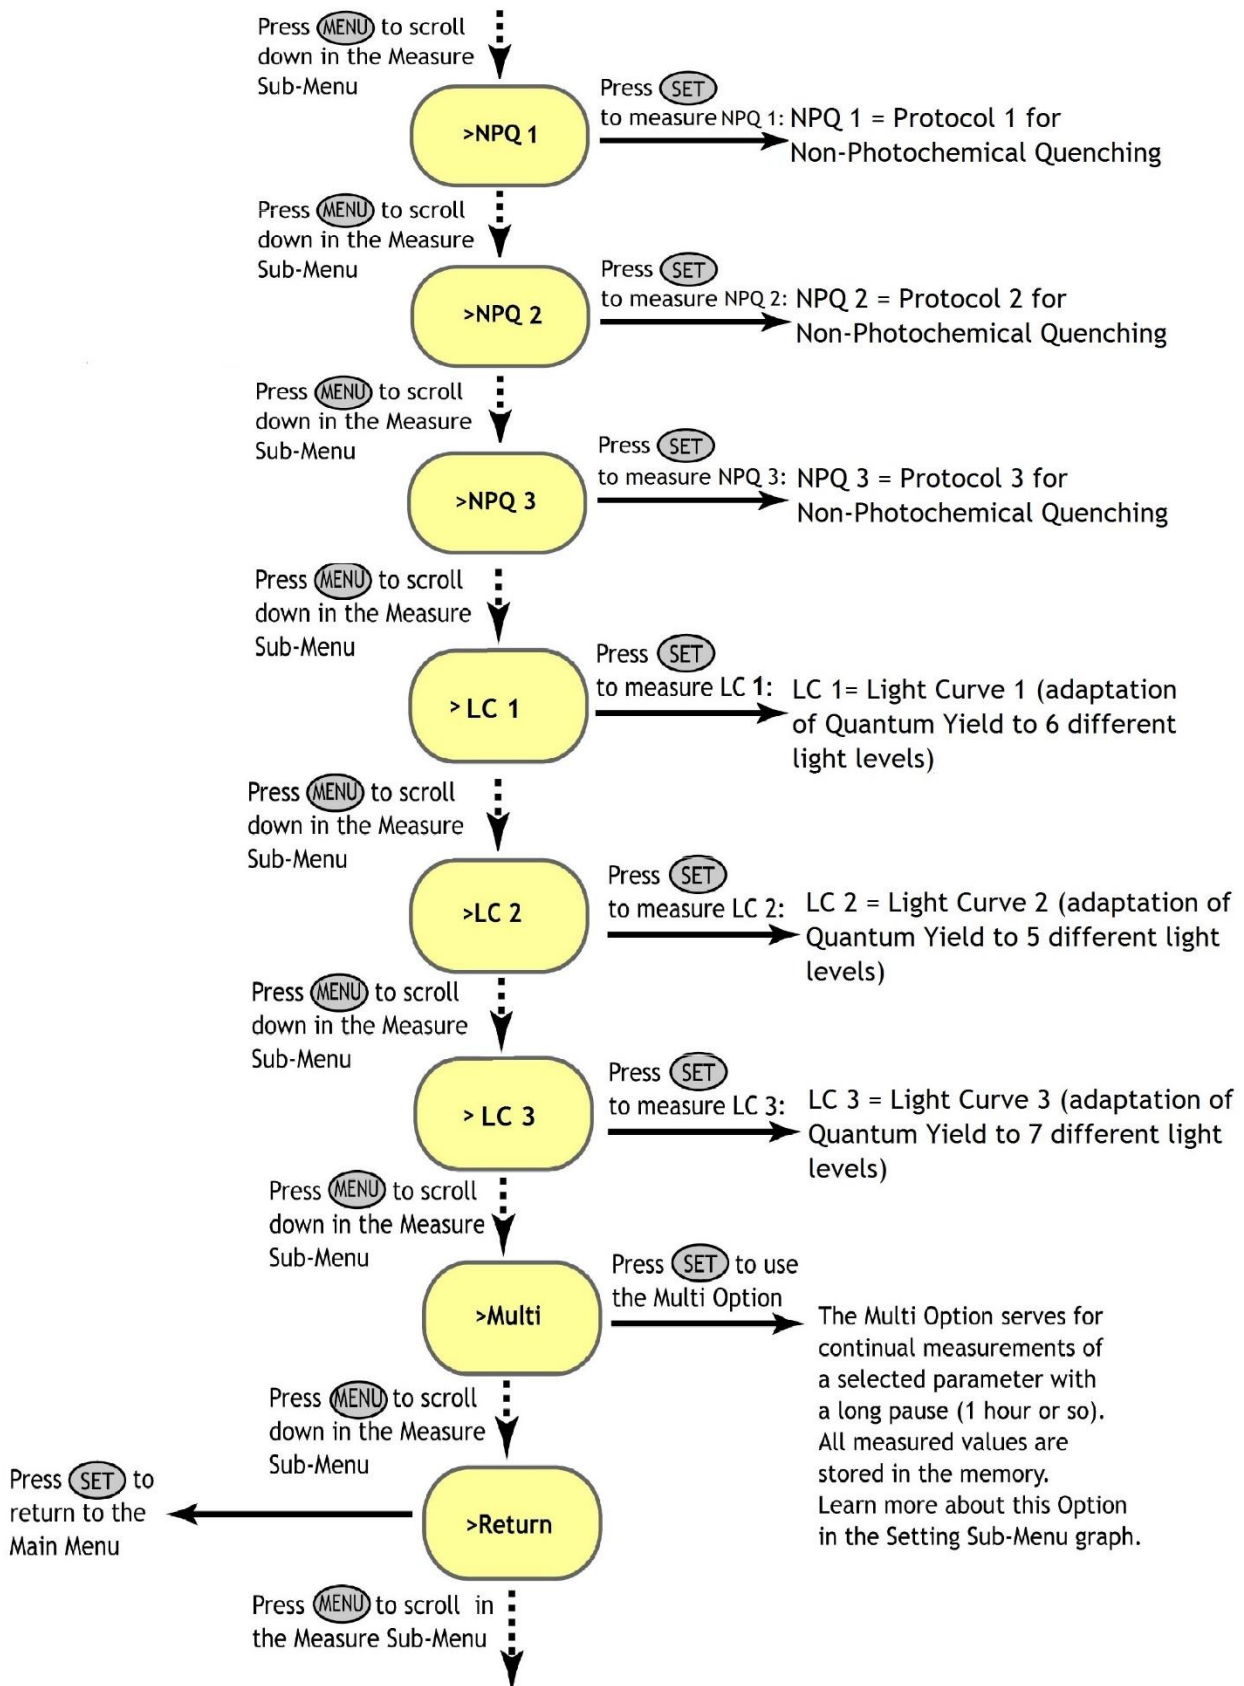 Press MENU to scroll
down in the Measure
Sub-Menu
>NPQ 1
Press SET
to measure NPQ 1:
NPQ 1 = Protocol 1 for
Non-Photochemical Quenching
Press MENU to scroll
down in the Measure
Sub-Menu
>NPQ 2
Press SET
to measure NPQ 2:
NPQ 2 = Protocol 2 for
Non-Photochemical Quenching
Press MENU to scroll
down in the Measure
Sub-Menu
>NPQ 3
Press SET
to measure NPQ 3:
NPQ 3 = Protocol 3 for
Non-Photochemical Quenching
Press MENU to scroll
down in the Measure
Sub-Menu
> LC 1
Press SET
to measure LC 1:
LC 1= Light Curve 1 (adaptation
of Quantum Yield to 6 different
light levels)
Press MENU to scroll
down in the Measure
Sub-Menu
>LC 2
Press SET
to measure LC 2:
LC 2 = Light Curve 2 (adaptation of
Quantum Yield to 5 different light
levels)
Press MENU to scroll
down in the Measure
Sub-Menu
> LC 3
Press SET
to measure LC 3:
LC 3 = Light Curve 3 (adaptation of
Quantum Yield to 7 different light
levels)
Press MENU to scroll
down in the Measure
Sub-Menu
>Multi
Press SET to use
the Multi Option
The Multi Option serves for
continual measurements of
a selected parameter with
a long pause (1 hour or so).
All measured values are
stored in the memory.
Learn more about this Option
in the Setting Sub-Menu graph.
Press MENU to scroll
down in the Measure
Sub-Menu
>Return
Press SET to
return to the
Main Menu
Press MENU to scroll in
the Measure Sub-Menu